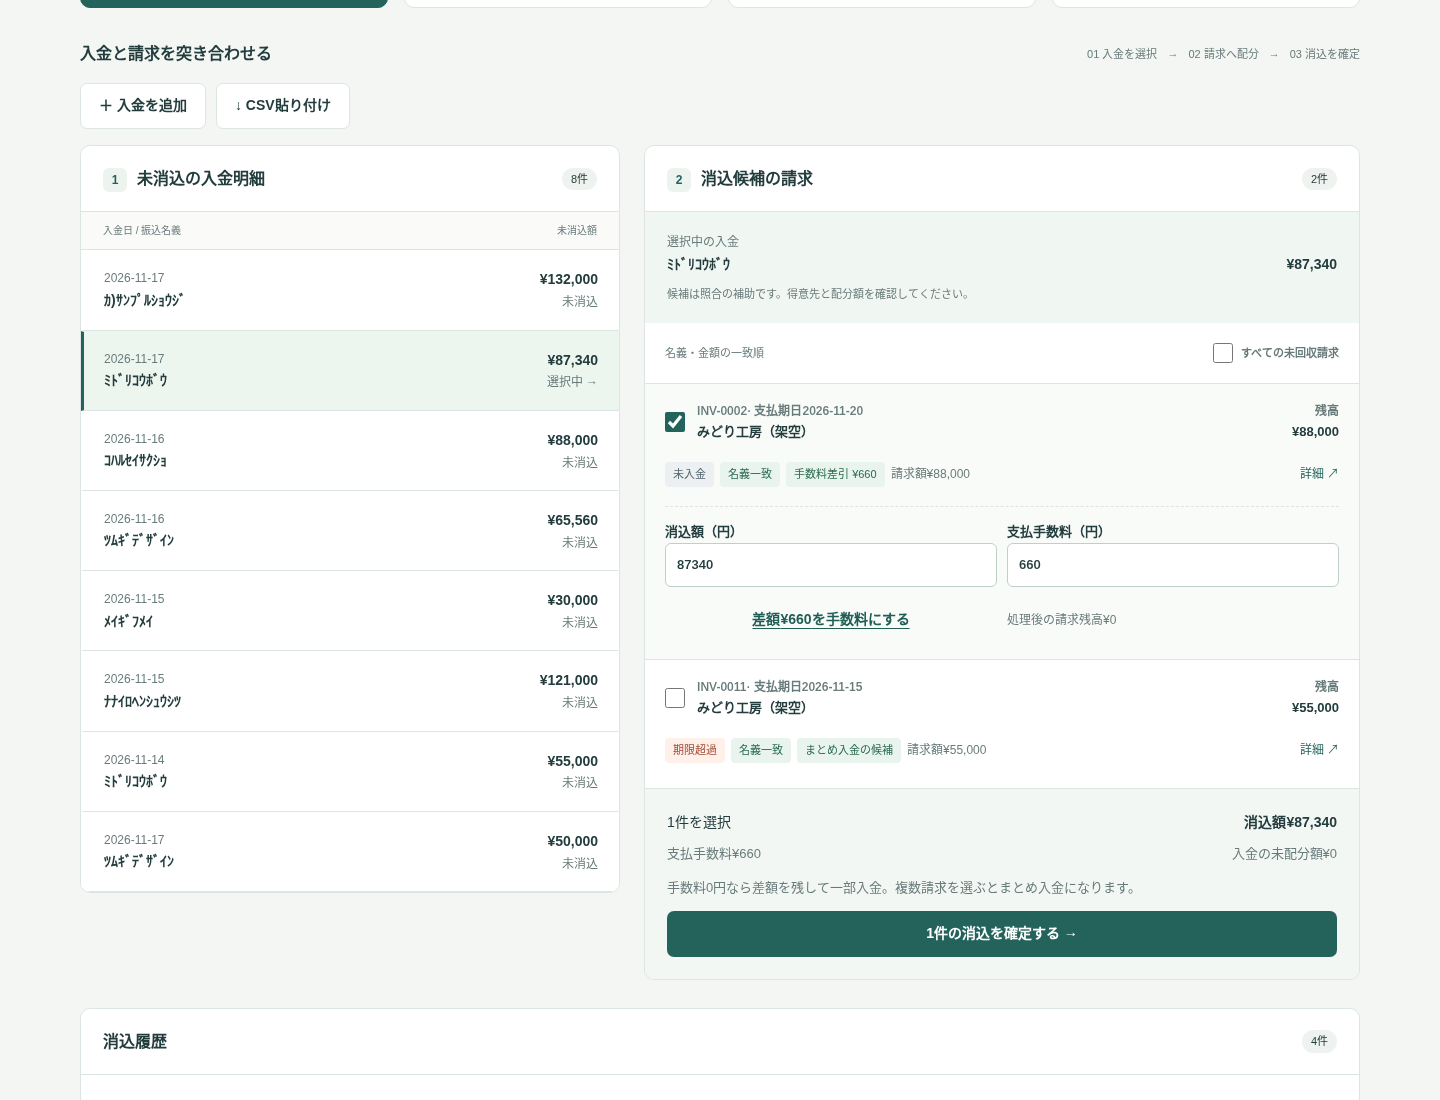 入金と請求を突き合わせる
01 入金を選択 → 02 請求へ配分 → 03 消込を確定
＋ 入金を追加
↓ CSV貼り付け
1 未消込の入金明細 8件
入金日 / 振込名義 未消込額
2026-11-17 ¥132,000
ｶ)ｻﾝﾌﾟﾙｼｮｳｼﾞ 未消込
2026-11-17 ¥87,340
ﾐﾄﾞﾘｺｳﾎﾞｳ 選択中 →
2026-11-16 ¥88,000
ｺﾊﾙｾｲｻｸｼｮ 未消込
2026-11-16 ¥65,560
ﾂﾑｷﾞﾃﾞｻﾞｲﾝ 未消込
2026-11-15 ¥30,000
ﾒｲｷﾞﾌﾒｲ 未消込
2026-11-15 ¥121,000
ﾅﾅｲﾛﾍﾝｼｭｳｼﾂ 未消込
2026-11-14 ¥55,000
ﾐﾄﾞﾘｺｳﾎﾞｳ 未消込
2026-11-17 ¥50,000
ﾂﾑｷﾞﾃﾞｻﾞｲﾝ 未消込
2 消込候補の請求 2件
選択中の入金
ﾐﾄﾞﾘｺｳﾎﾞｳ ¥87,340
候補は照合の補助です。得意先と配分額を確認してください。
名義・金額の一致順 すべての未回収請求
INV-0002· 支払期日2026-11-20 残高
みどり工房（架空） ¥88,000
未入金 名義一致 手数料差引 ¥660 請求額¥88,000 詳細 ↗
消込額（円） 支払手数料（円）
87340 660
差額¥660を手数料にする 処理後の請求残高¥0
INV-0011· 支払期日2026-11-15 残高
みどり工房（架空） ¥55,000
期限超過 名義一致 まとめ入金の候補 請求額¥55,000 詳細 ↗
1件を選択 消込額¥87,340
支払手数料¥660 入金の未配分額¥0
手数料0円なら差額を残して一部入金。複数請求を選ぶとまとめ入金になります。
1件の消込を確定する →
消込履歴 4件